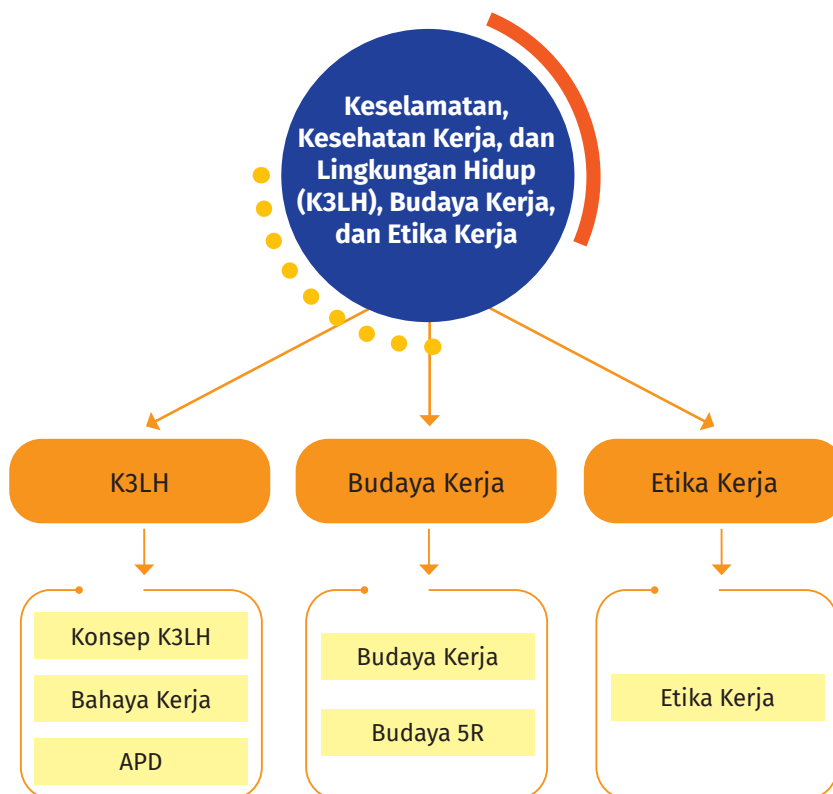 Keselamatan,
Kesehatan Kerja, dan
Lingkungan Hidup
(K3LH), Budaya Kerja,
dan Etika Kerja
K3LH
Budaya Kerja
Etika Kerja
Konsep K3LH
Bahaya Kerja
APD
Budaya Kerja
Budaya 5R
Etika Kerja